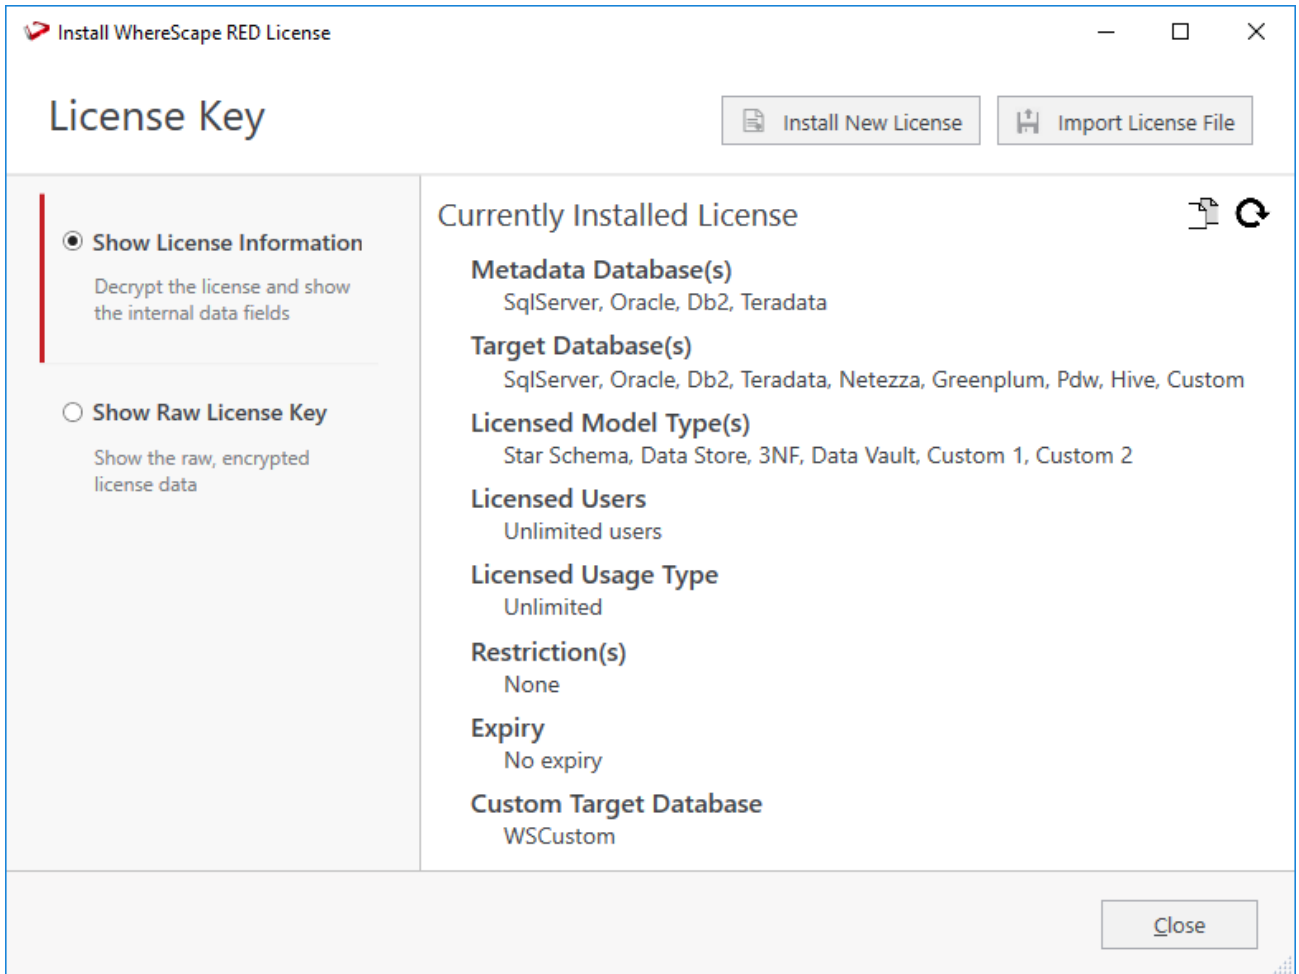 Install WhereScape RED License
License Key
Install New License
Import License File
Show License Information
Decrypt the license and show
the internal data fields
Show Raw License Key
Show the raw, encrypted
license data
Currently Installed License
Metadata Database(s)
SqlServer, Oracle, Db2, Teradata
Target Database(s)
SqlServer, Oracle, Db2, Teradata, Netezza, Greenplum, Pdw, Hive, Custom
Licensed Model Type(s)
Star Schema, Data Store, 3NF, Data Vault, Custom 1, Custom 2
Licensed Users
Unlimited users
Licensed Usage Type
Unlimited
Restriction(s)
None
Expiry
No expiry
Custom Target Database
WSCustom
Close